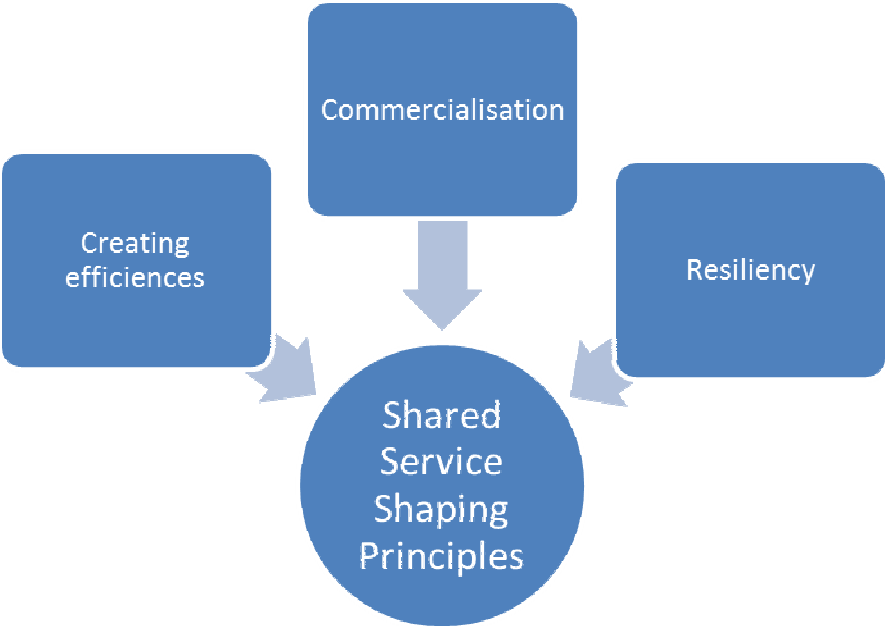 Commercialisation
Creating
efficiences
Resiliency
Shared
Service
Shaping
Principles